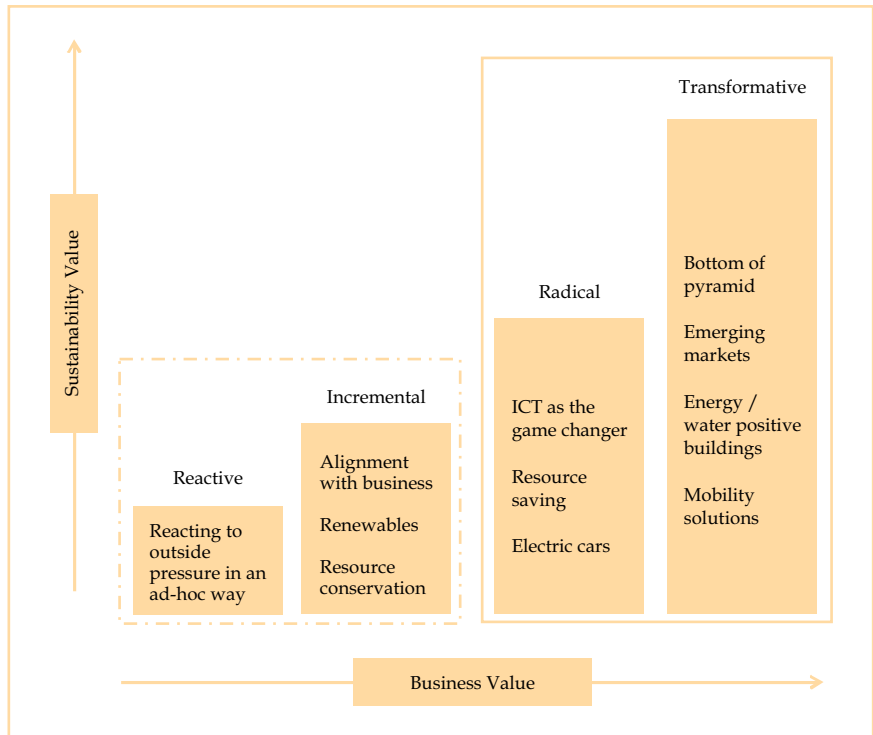 Sustainability Value
Reactive
Reacting to
outside
pressure in an
ad-hoc way
Incremental
Alignment
with business
Renewables
Resource
conservation
Radical
ICT as the
game changer
Resource
saving
Electric cars
Transformative
Bottom of
pyramid
Emerging
markets
Energy /
water positive
buildings
Mobility
solutions
Business Value